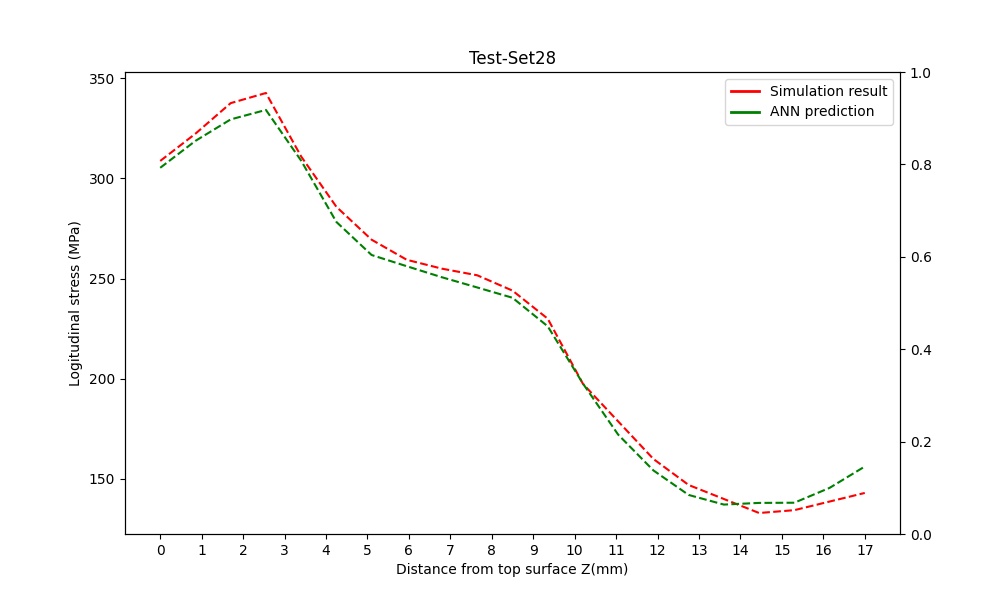 Test-Set28
Simulation result
ANN prediction
Logitudinal stress (MPa)
350
300
250
200
150
1.0
0.8
0.6
0.4
0.2
0.0
0 1 2 3 4 5 6 7 8 9 10 11 12 13 14 15 16 17
Distance from top surface Z(mm)